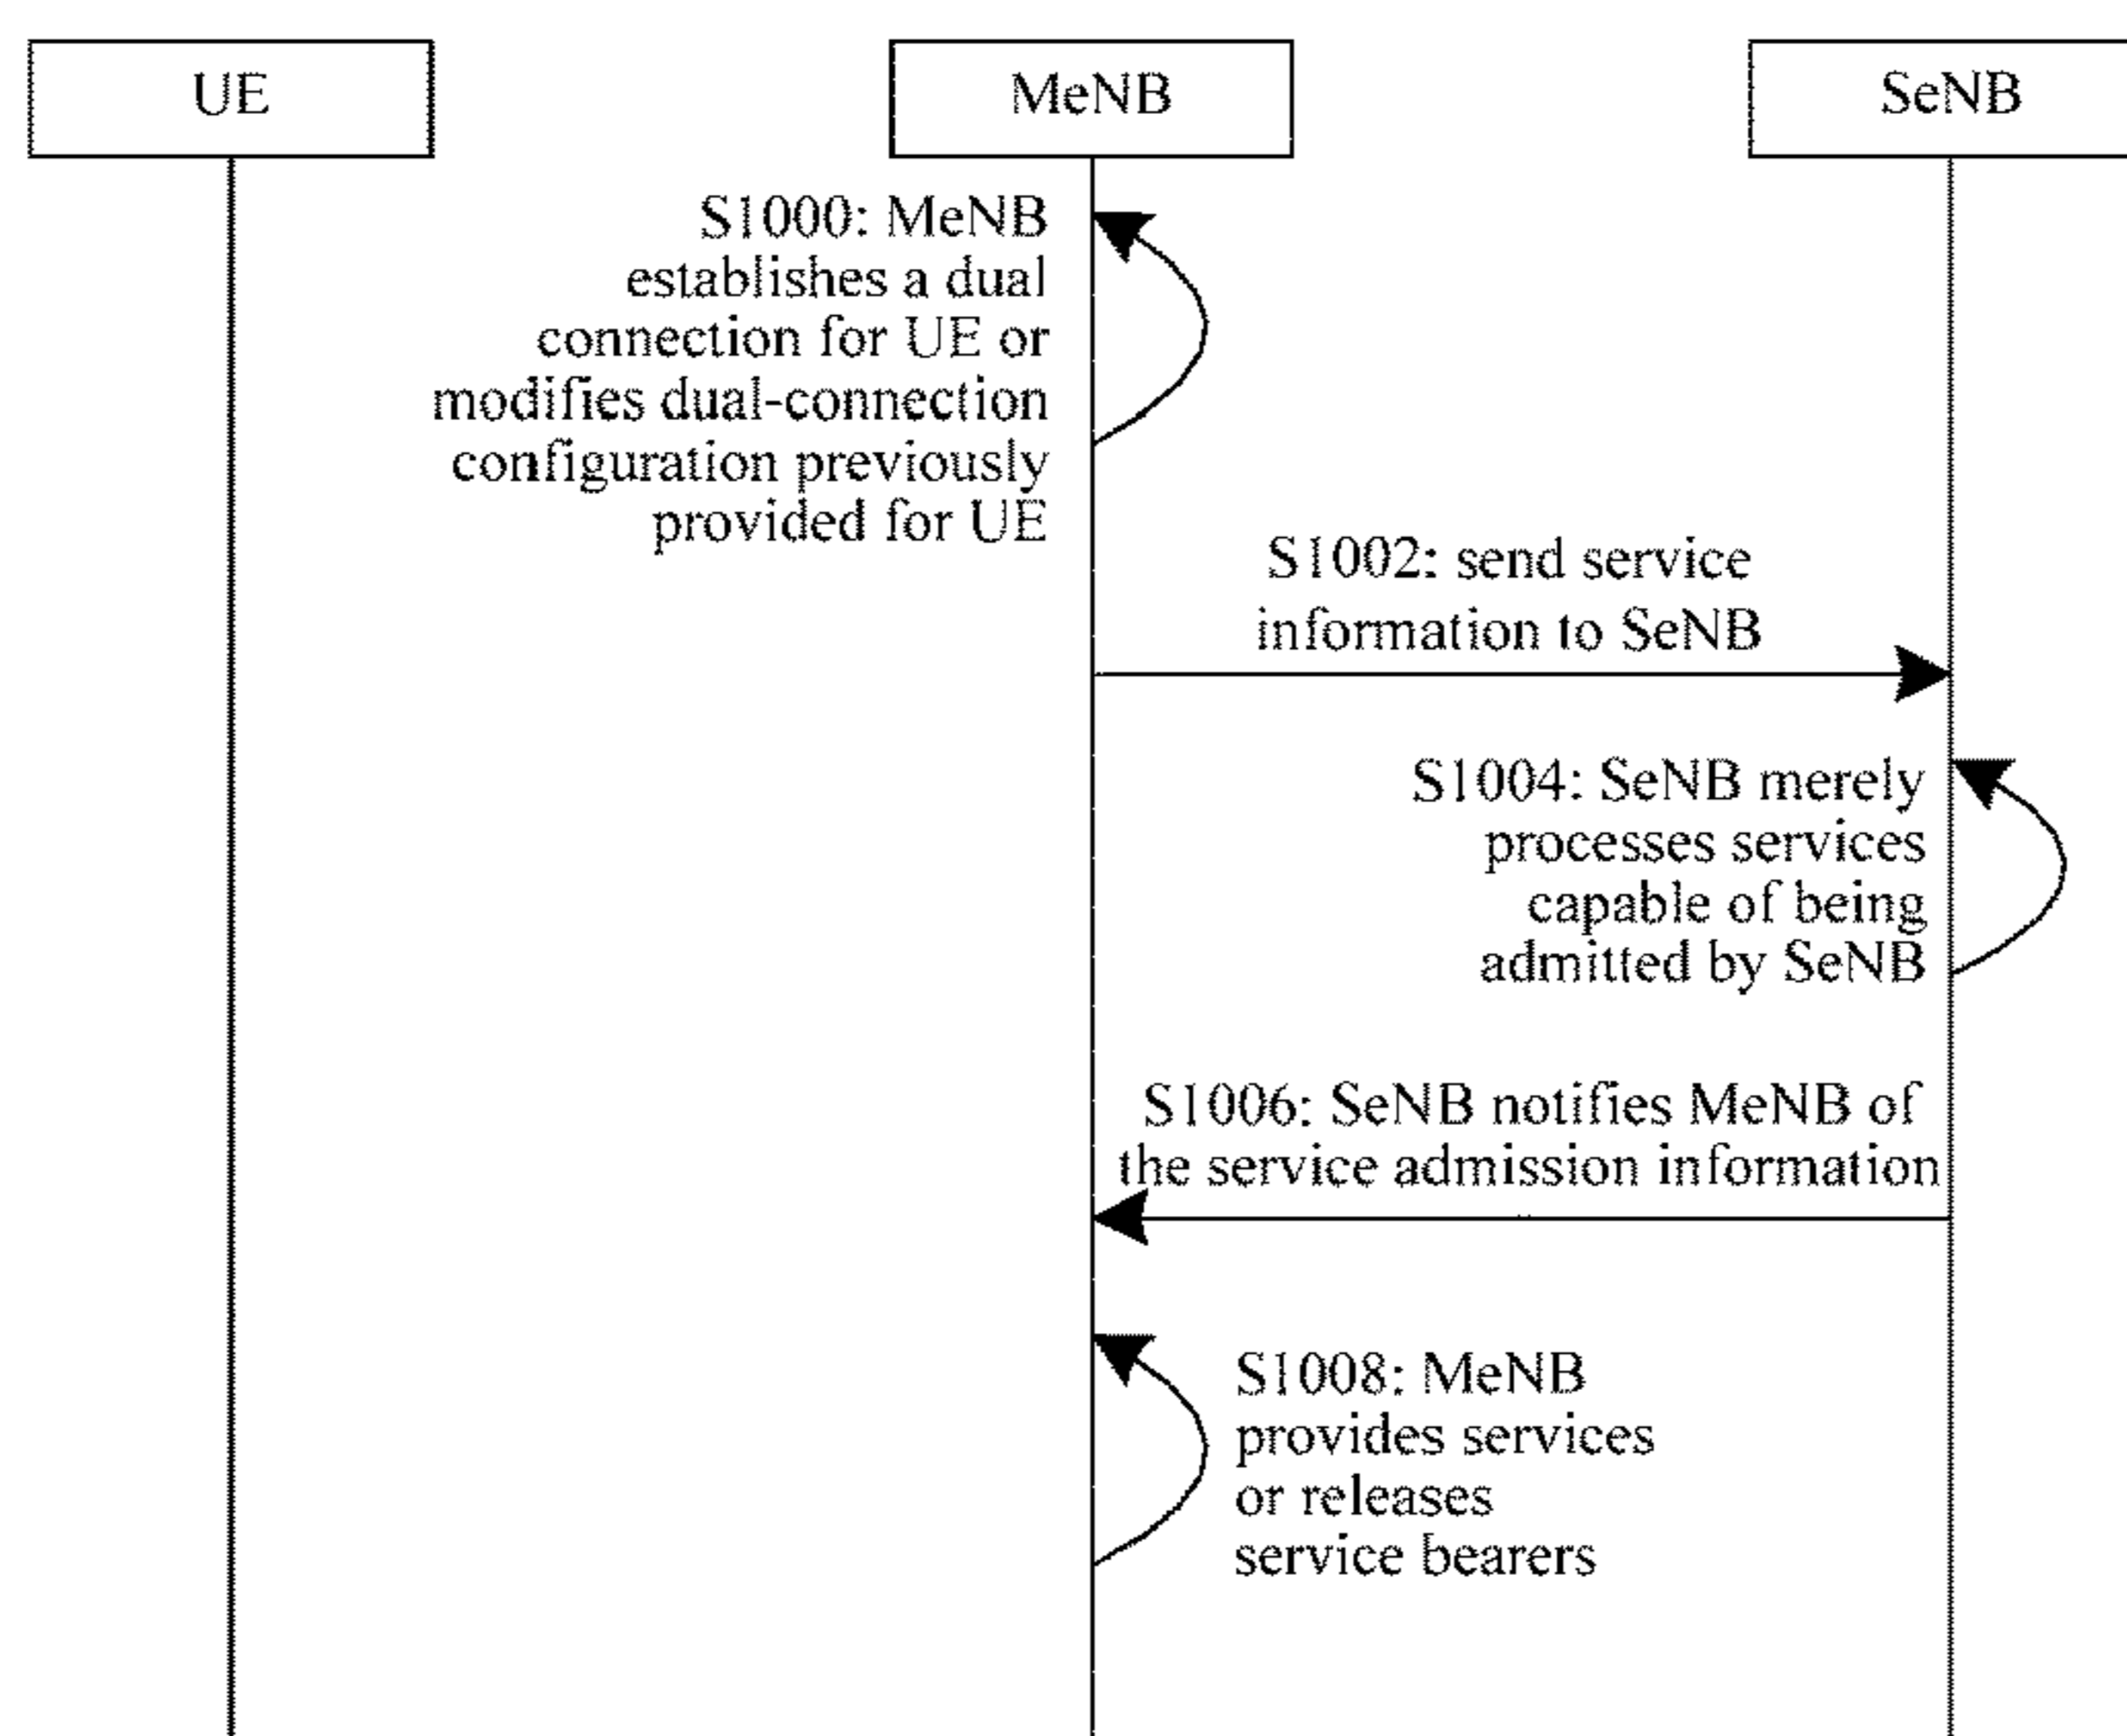 UE
MeNB
SeNB
S1000: MeNB
establishes a dual
connection for UE or
modifies dual-connection
configuration previously
provided for UE
S1002: send service
information to SeNB
S1004: SeNB merely
processes services
capable of being
admitted by SeNB
S1006: SeNB notifies MeNB of
the service admission information
S1008: MeNB
provides services
or releases
service bearers